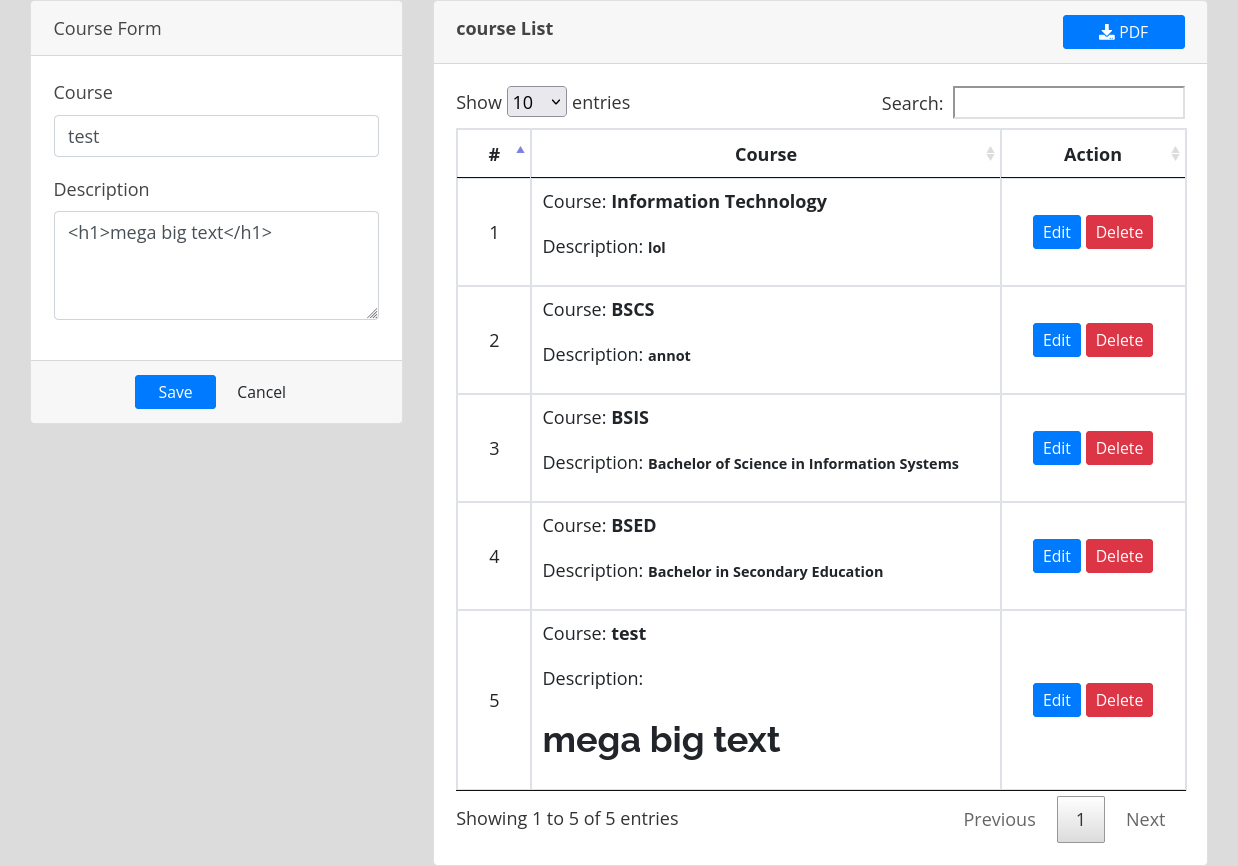 Course Form
Course
test
Description
<h1>mega big text</h1>
Save Cancel
course List
PDF
Show 10 entries
Search:
# Course Action
1
Course: Information Technology
Description: lol
Edit Delete
2
Course: BSCS
Description: annot
Edit Delete
3
Course: BSIS
Description: Bachelor of Science in Information Systems
Edit Delete
4
Course: BSED
Description: Bachelor in Secondary Education
Edit Delete
5
Course: test
Description:
mega big text
Edit Delete
Showing 1 to 5 of 5 entries
Previous 1 Next